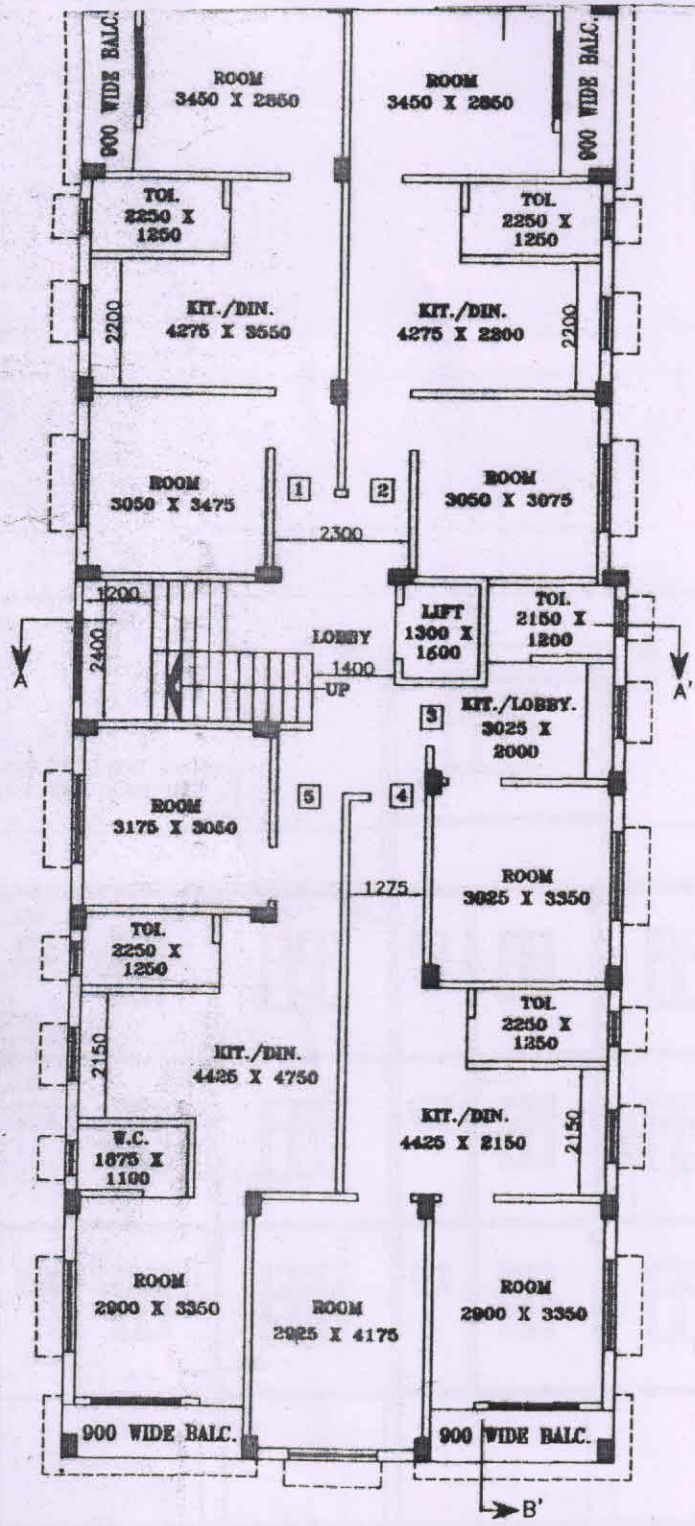 900 WIDE BALC.
ROOM
3450 X 2850
ROOM
3450 X 2850
900 WIDE BALC.
TOI.
2250 X
1250
TOI.
2250 X
1250
2200
KIT./DIN.
4275 X 3550
KIT./DIN.
4275 X 2200
2200
ROOM
3050 X 3475
1
2
ROOM
3050 X 3075
2300
1200
2400
LOBBY
LIFT
1300 X
1500
TOI.
2150 X
1200
A
1400
UP
A'
3
KIT./LOBBY.
3025 X
2000
ROOM
3175 X 3050
5
4
1275
ROOM
3025 X 3350
TOI.
2250 X
1250
2150
KIT./DIN.
4425 X 4750
TOI.
2250 X
1250
KIT./DIN.
4425 X 2150
2150
W.C.
1675 X
1100
ROOM
2900 X 3350
ROOM
2925 X 4175
ROOM
2900 X 3350
900 WIDE BALC.
900 WIDE BALC.
B'